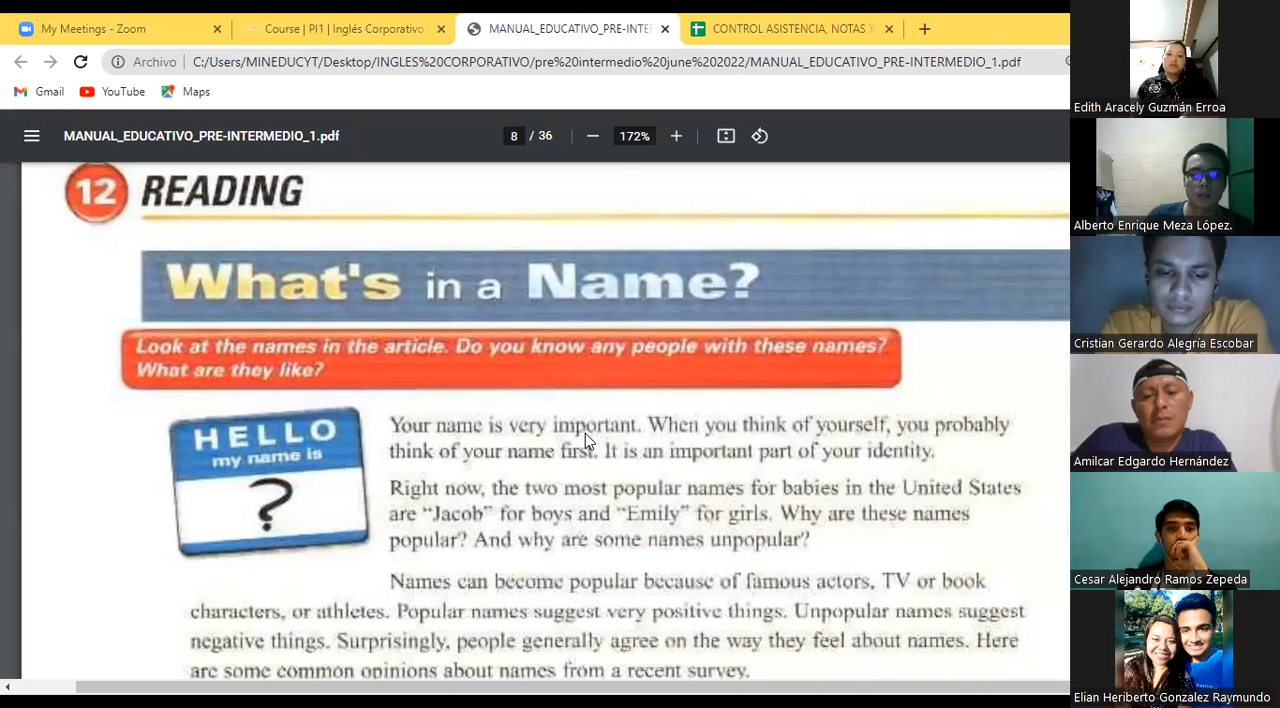 My Meetings - Zoom
Course | PI1 | Inglés Corporativo
MANUAL_EDUCATIVO_PRE-INTE
CONTROL ASISTENCIA, NOTAS Y
Archivo
C:/Users/MINEDUCYT/Desktop/INGLES%20CORPORATIVO/pre%20intermedio%20june%202022/MANUAL_EDUCATIVO_PRE-INTERMEDIO_1.pdf
Gmail
YouTube
Maps
MANUAL_EDUCATIVO_PRE-INTERMEDIO_1.pdf
8 / 36
172%
12 READING
What's in a Name?
Look at the names in the article. Do you know any people with these names?
What are they like?
HELLO
my name is
?
Your name is very important. When you think of yourself, you probably
think of your name first. It is an important part of your identity.
Right now, the two most popular names for babies in the United States
are “Jacob” for boys and “Emily” for girls. Why are these names
popular? And why are some names unpopular?
Names can become popular because of famous actors, TV or book
characters, or athletes. Popular names suggest very positive things. Unpopular names suggest
negative things. Surprisingly, people generally agree on the way they feel about names. Here
are some common opinions about names from a recent survey.
Edith Aracely Guzmán Erroa
Alberto Enrique Meza López.
Cristian Gerardo Alegría Escobar
Amilcar Edgardo Hernández
Cesar Alejandro Ramos Zepeda
Elian Heriberto Gonzalez Raymundo